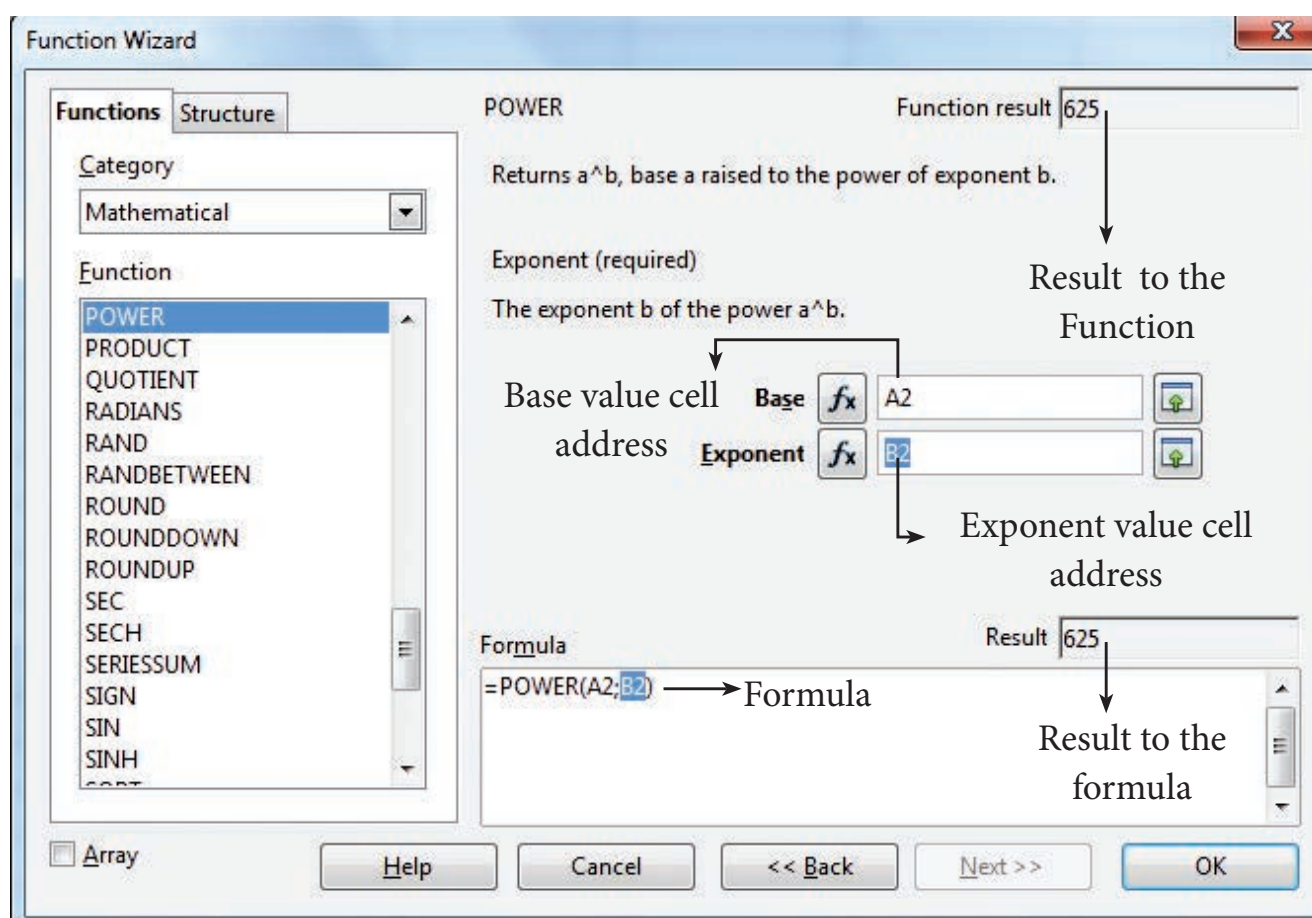 Function Wizard
Functions
Structure
Category
Mathematical
Function
POWER
PRODUCT
QUOTIENT
RADIANS
RAND
RANDBETWEEN
ROUND
ROUNDDOWN
ROUNDUP
SEC
SECH
SERIESSUM
SIGN
SIN
SINH
Array
POWER
Function result 625
Returns a^b, base a raised to the power of exponent b.
Result to the
Function
Exponent (required)
The exponent b of the power a^b.
Base value cell
address
Base fx A2
Exponent fx B2
Exponent value cell
address
Formula
Result 625
=POWER(A2;B2)
Formula
Result to the
formula
Help
Cancel
<< Back
Next >>
OK